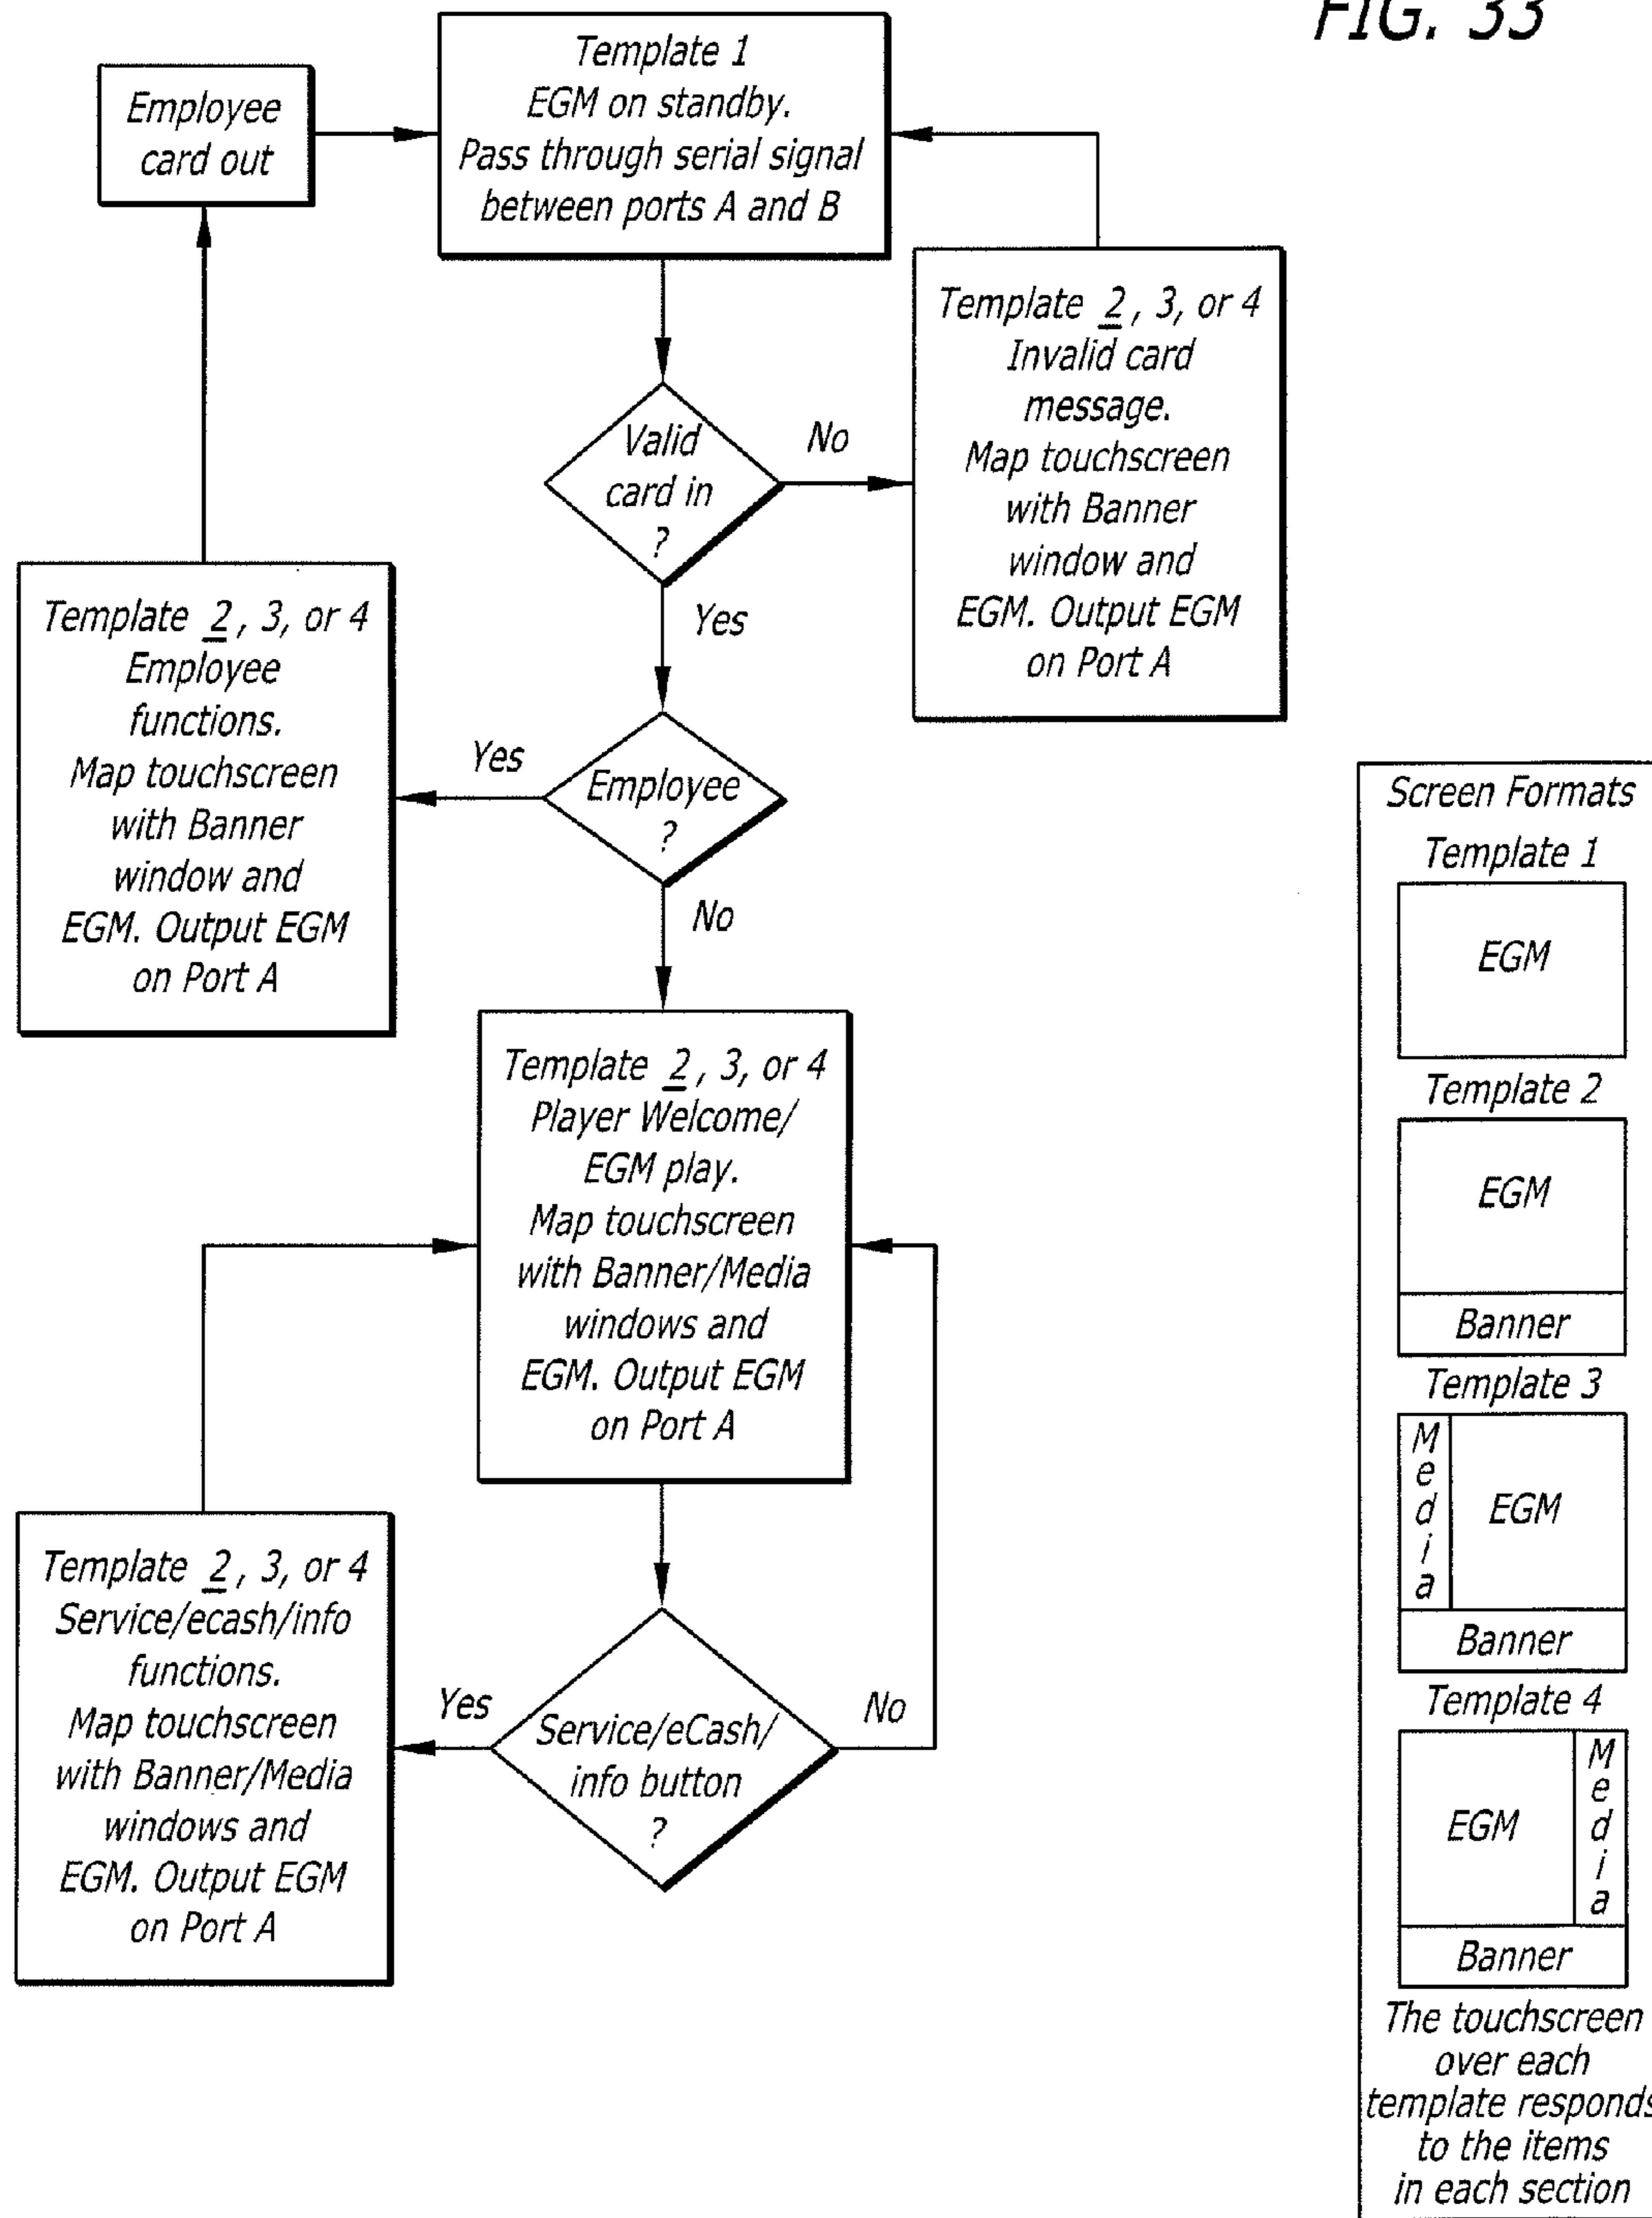 FIG. 33
Employee
card out
Template 1
EGM on standby.
Pass through serial signal
between ports A and B
Template 2, 3, or 4
Invalid card
message.
Map touchscreen
with Banner
window and
EGM. Output EGM
on Port A
Valid
card in
?
No
Yes
Template 2, 3, or 4
Employee
functions.
Map touchscreen
with Banner
window and
EGM. Output EGM
on Port A
Yes
Employee
?
No
Template 2, 3, or 4
Player Welcome/
EGM play.
Map touchscreen
with Banner/Media
windows and
EGM. Output EGM
on Port A
Template 2, 3, or 4
Service/ecash/info
functions.
Map touchscreen
with Banner/Media
windows and
EGM. Output EGM
on Port A
Yes
Service/eCash/
info button
?
No
Screen Formats
Template 1
EGM
Template 2
EGM
Banner
Template 3
Media
EGM
Banner
Template 4
EGM
Media
Banner
The touchscreen
over each
template responds
to the items
in each section